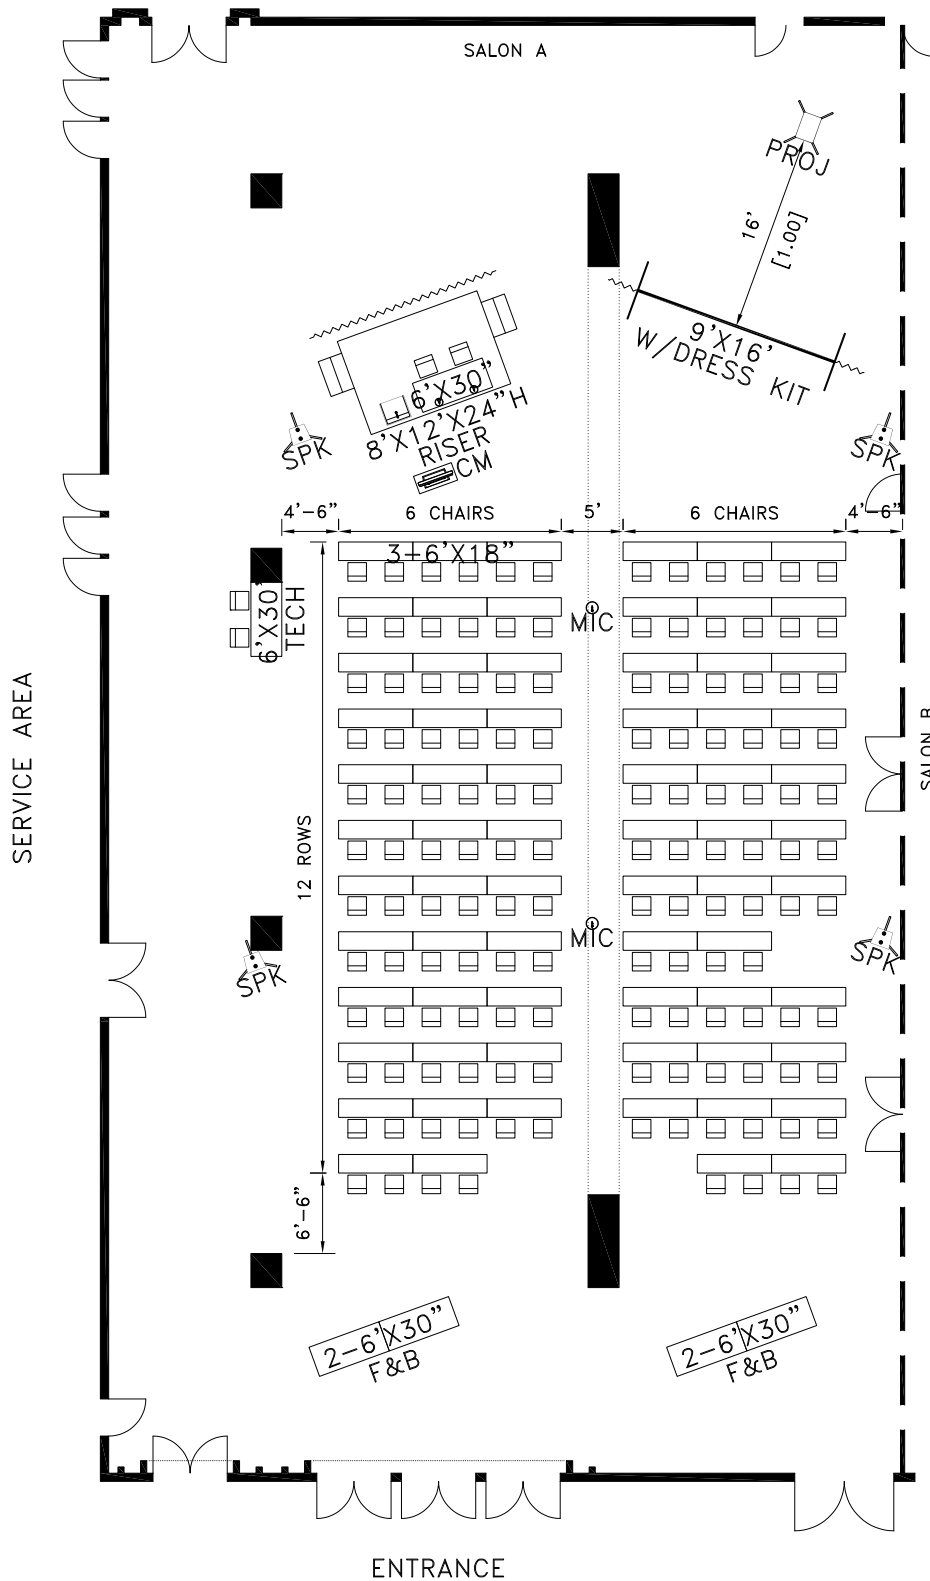 SALON A
PROJ
16'
[1.00]
9'X16'
W/DRESS KIT
6'X30"
8'X12'X24"H
RISER
CM
SPK
SPK
4'-6"
6 CHAIRS
5'
6 CHAIRS
4'-6"
3-6'X18"
6'X30"
TECH
MIC
SERVICE AREA
SALON B
12 ROWS
MIC
SPK
SPK
6'-6"
2-6'X30"
F&B
2-6'X30"
F&B
ENTRANCE